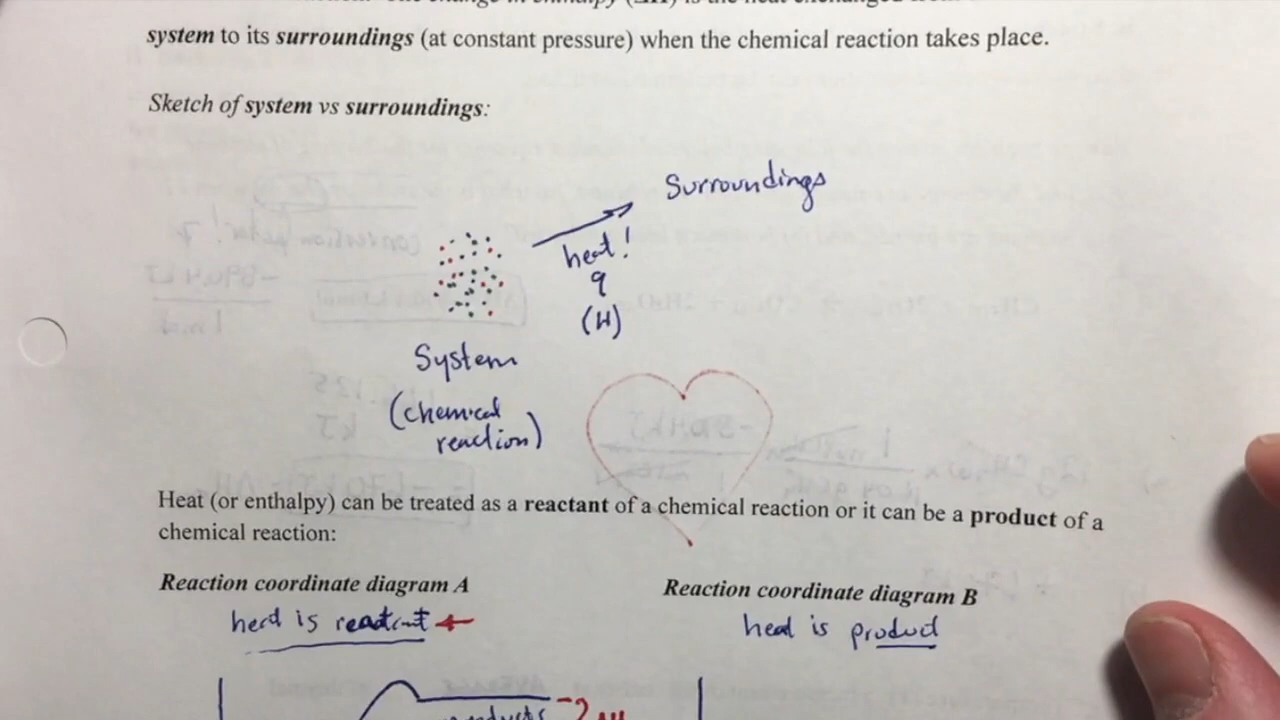 system to its surroundings (at constant pressure) when the chemical reaction takes place.
Sketch of system vs surroundings:
Surroundings
heat!
q
(H)
System
(chemical
reaction)
Heat (or enthalpy) can be treated as a reactant of a chemical reaction or it can be a product of a
chemical reaction:
Reaction coordinate diagram A
Reaction coordinate diagram B
heat is reactant
heat is product